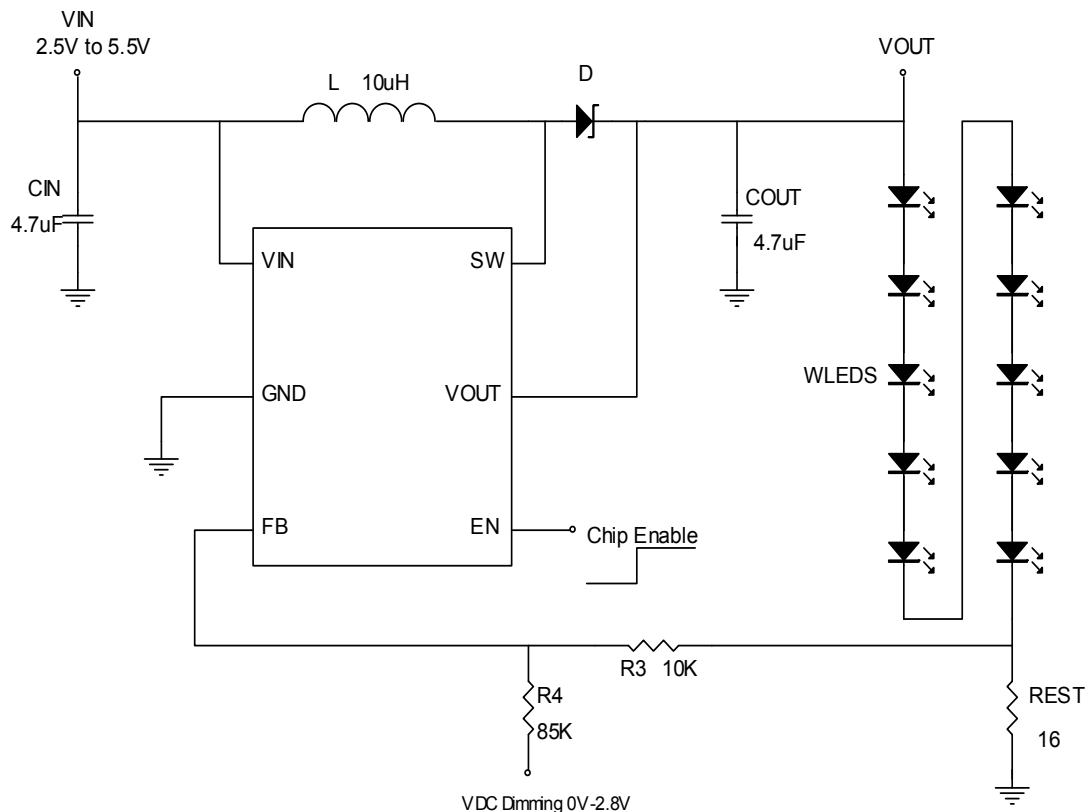 VIN
2.5V to 5.5V
VOUT
L 10uH
D
CIN
4.7uF
COUT
4.7uF
VIN
SW
GND
VOUT
WLEDS
FB
EN
Chip Enable
R3 10K
R4
85K
REST
16
VDC Dimming 0V-2.8V